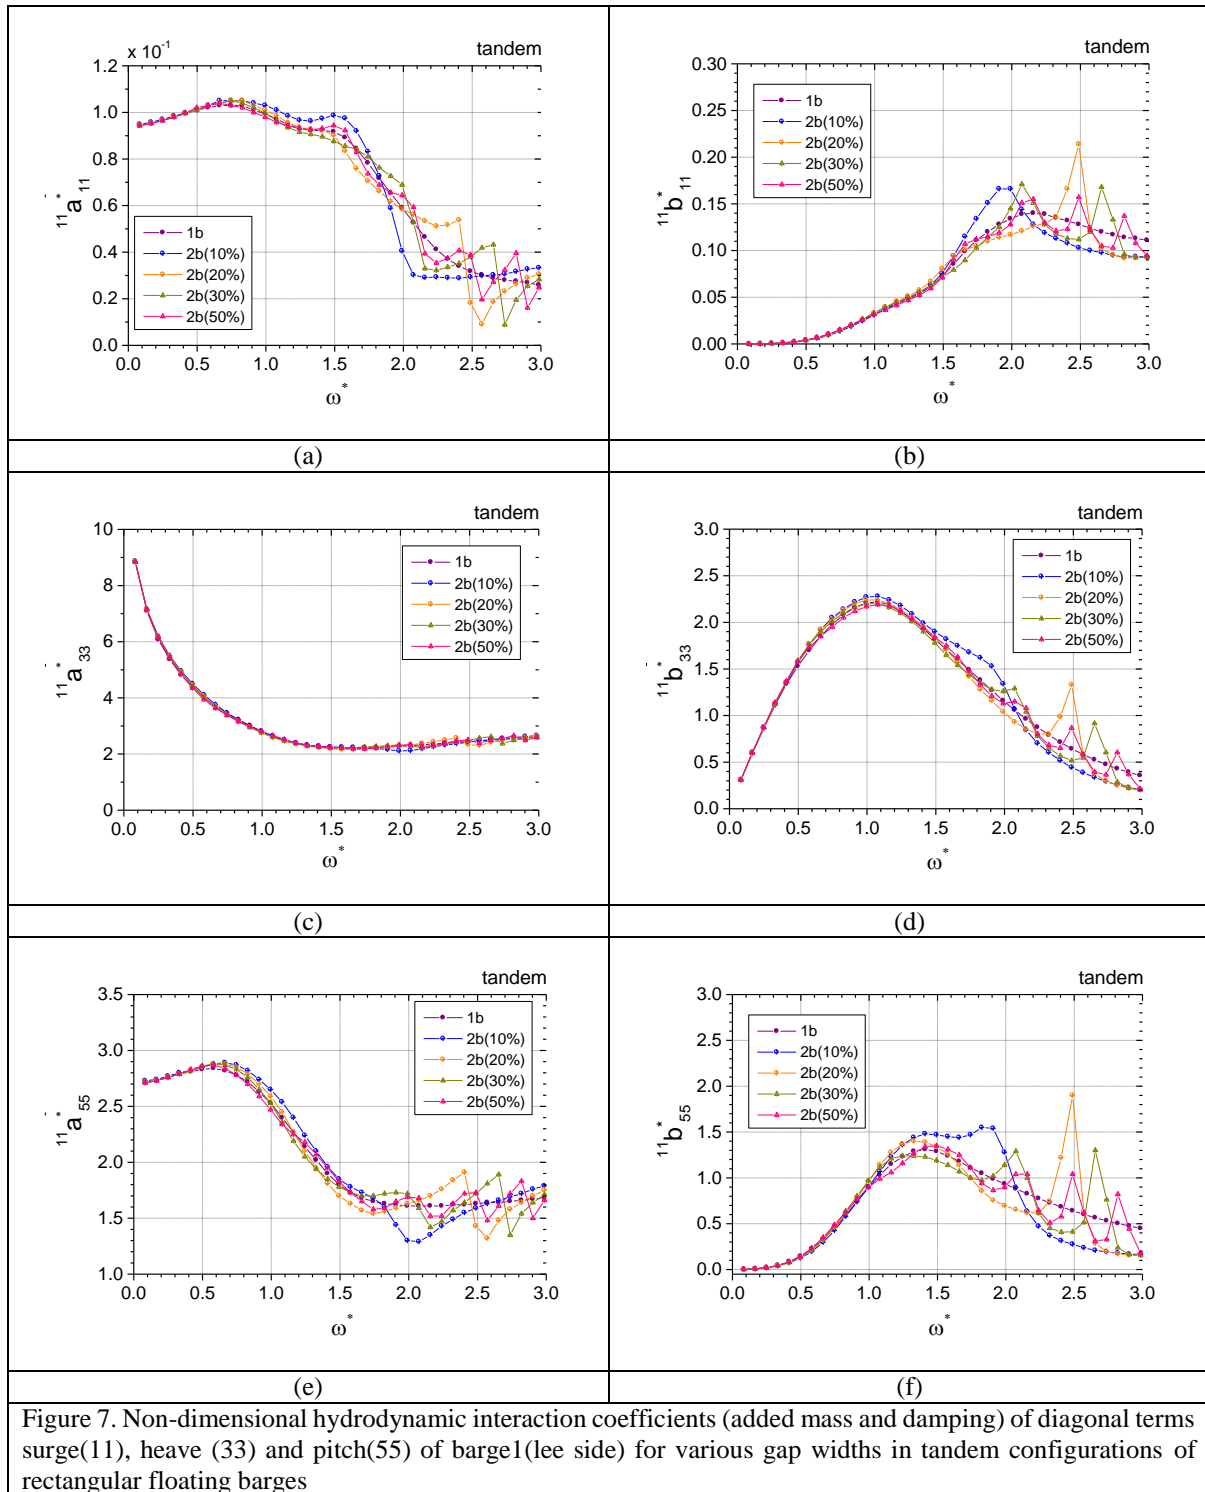 x 10⁻¹
tandem
1.2
1.0
0.8
0.6
0.4
0.2
0.0
¹¹a*₁₁
1b
2b(10%)
2b(20%)
2b(30%)
2b(50%)
0.0 0.5 1.0 1.5 2.0 2.5 3.0
ω*
tandem
0.30
0.25
0.20
0.15
0.10
0.05
0.00
¹¹b*₁₁
1b
2b(10%)
2b(20%)
2b(30%)
2b(50%)
0.0 0.5 1.0 1.5 2.0 2.5 3.0
ω*
(a) (b)
tandem
10
8
6
4
2
0
¹¹a*₃₃
1b
2b(10%)
2b(20%)
2b(30%)
2b(50%)
0.0 0.5 1.0 1.5 2.0 2.5 3.0
ω*
tandem
3.0
2.5
2.0
1.5
1.0
0.5
0.0
¹¹b*₃₃
1b
2b(10%)
2b(20%)
2b(30%)
2b(50%)
0.0 0.5 1.0 1.5 2.0 2.5 3.0
ω*
(c) (d)
tandem
3.5
3.0
2.5
2.0
1.5
1.0
¹¹a*₅₅
1b
2b(10%)
2b(20%)
2b(30%)
2b(50%)
0.0 0.5 1.0 1.5 2.0 2.5 3.0
ω*
tandem
3.0
2.5
2.0
1.5
1.0
0.5
0.0
¹¹b*₅₅
1b
2b(10%)
2b(20%)
2b(30%)
2b(50%)
0.0 0.5 1.0 1.5 2.0 2.5 3.0
ω*
(e) (f)
Figure 7. Non-dimensional hydrodynamic interaction coefficients (added mass and damping) of diagonal terms
surge(11), heave (33) and pitch(55) of barge1(lee side) for various gap widths in tandem configurations of
rectangular floating barges